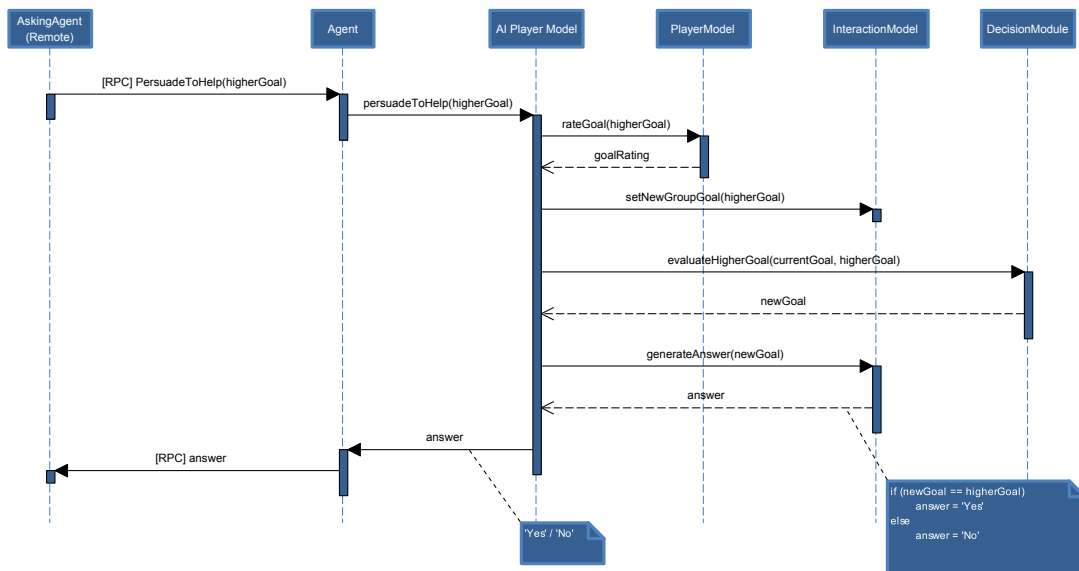 AskingAgent
(Remote)
Agent
AI Player Model
PlayerModel
InteractionModel
DecisionModule
[RPC] PersuadeToHelp(higherGoal)
persuadeToHelp(higherGoal)
rateGoal(higherGoal)
goalRating
setNewGroupGoal(higherGoal)
evaluateHigherGoal(currentGoal, higherGoal)
newGoal
generateAnswer(newGoal)
answer
answer
[RPC] answer
if (newGoal == higherGoal)
answer = 'Yes'
else
answer = 'No'
'Yes' / 'No'